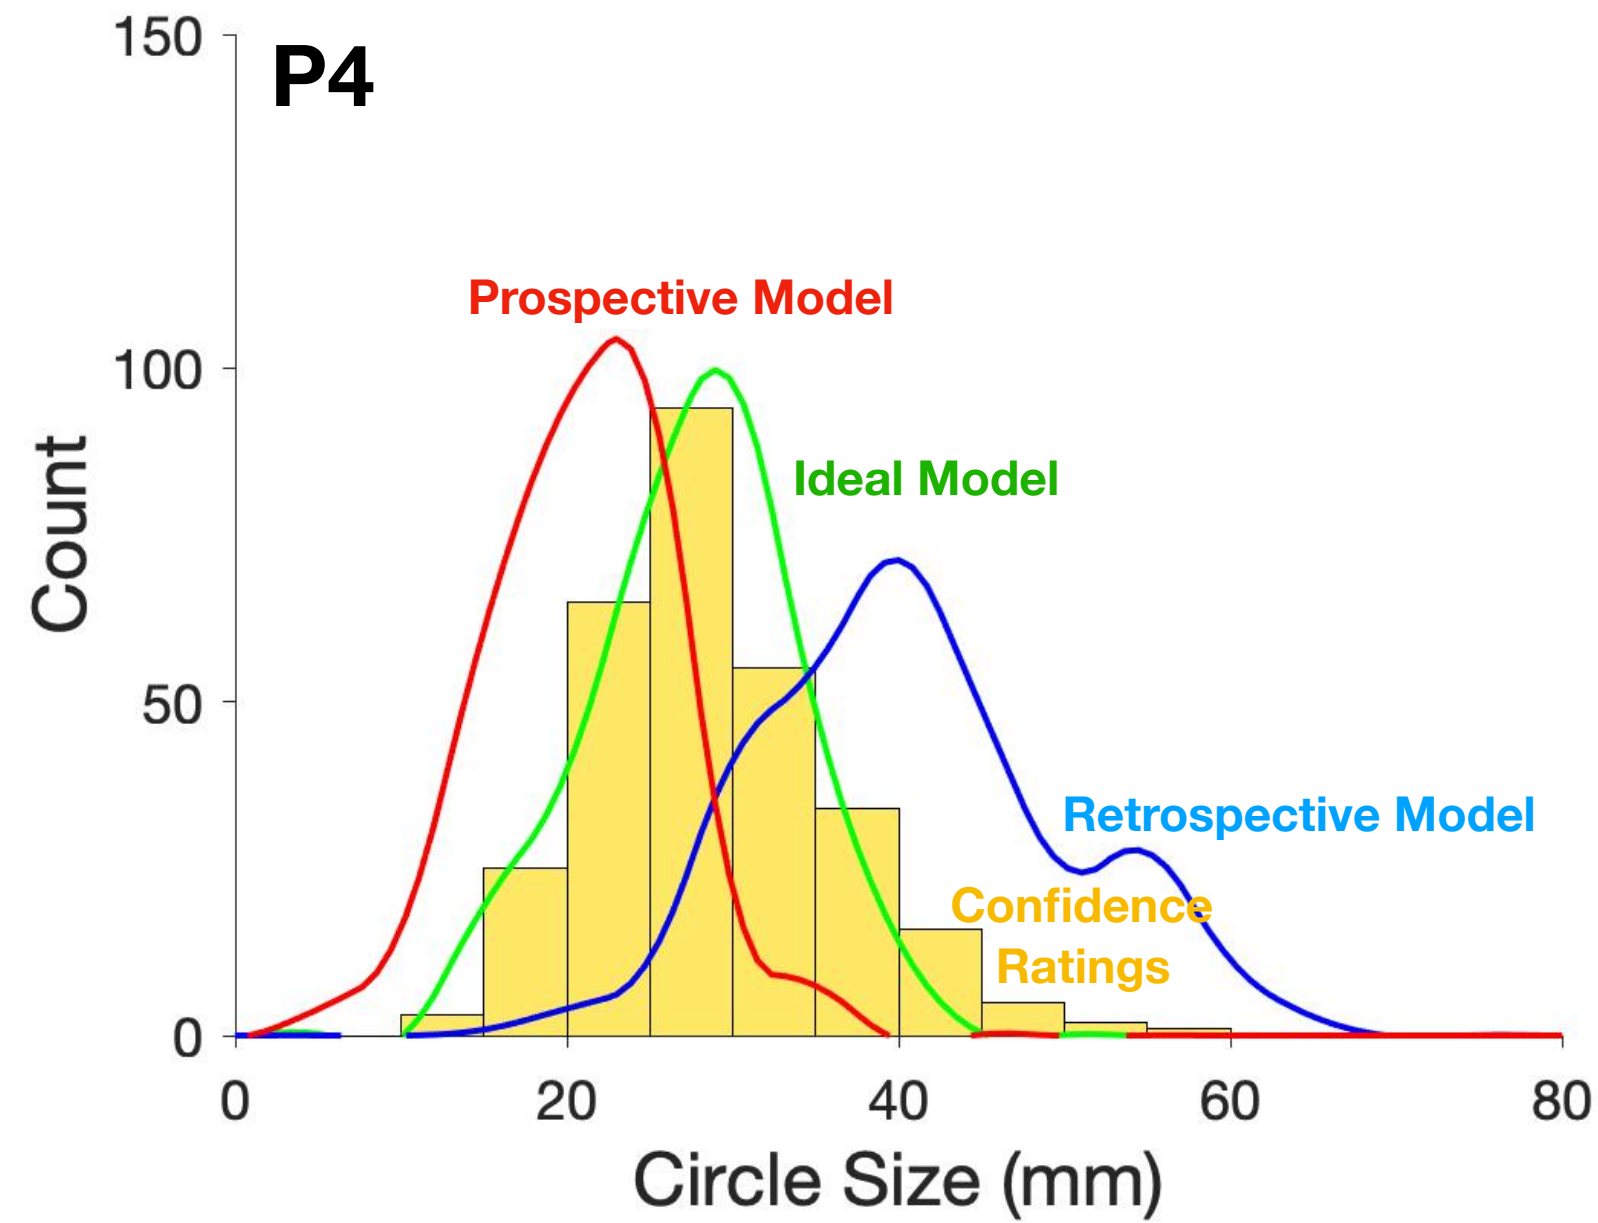 150
P4
Prospective Model
100
Ideal Model
Count
50
Retrospective Model
Confidence
Ratings
0
0 20 40 60 80
Circle Size (mm)